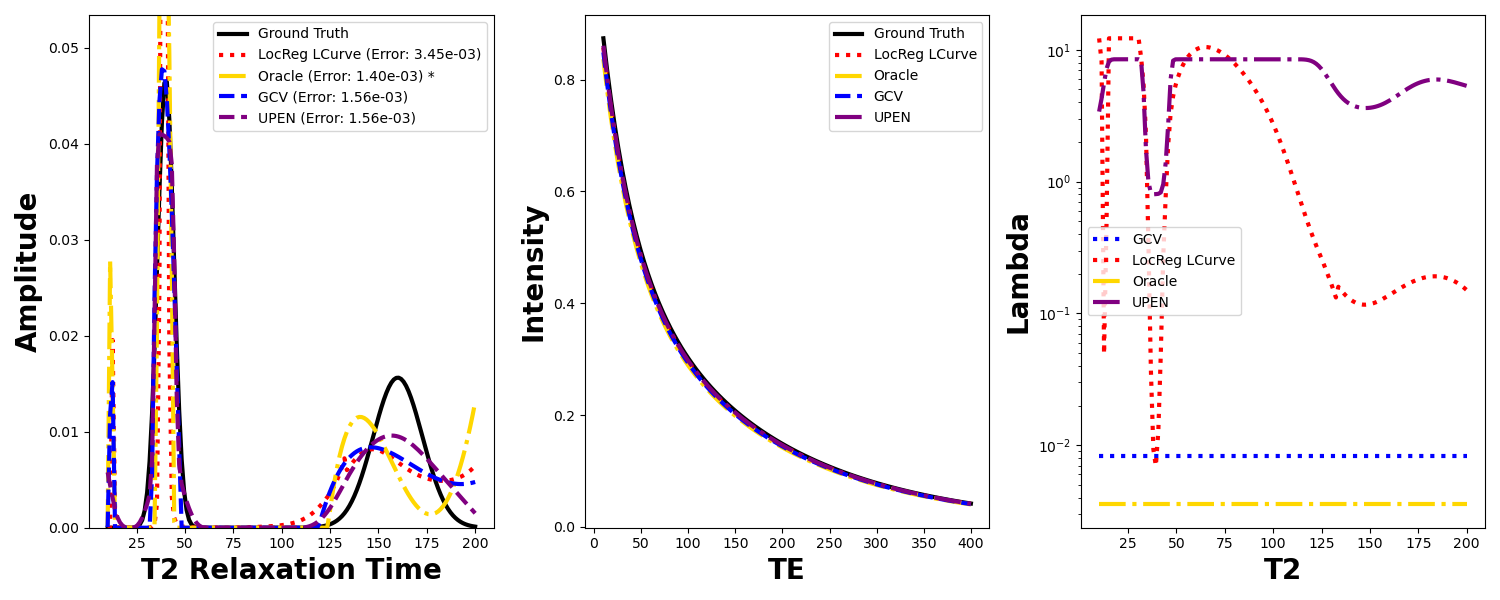 Amplitude
0.05
0.04
0.03
0.02
0.01
0.00
Ground Truth
LocReg LCurve (Error: 3.45e-03)
Oracle (Error: 1.40e-03) *
GCV (Error: 1.56e-03)
UPEN (Error: 1.56e-03)
25 50 75 100 125 150 175 200
T2 Relaxation Time
Intensity
0.8
0.6
0.4
0.2
0.0
Ground Truth
LocReg LCurve
Oracle
GCV
UPEN
0 50 100 150 200 250 300 350 400
TE
Lambda
10¹
10⁰
10⁻¹
10⁻²
GCV
LocReg LCurve
Oracle
UPEN
25 50 75 100 125 150 175 200
T2